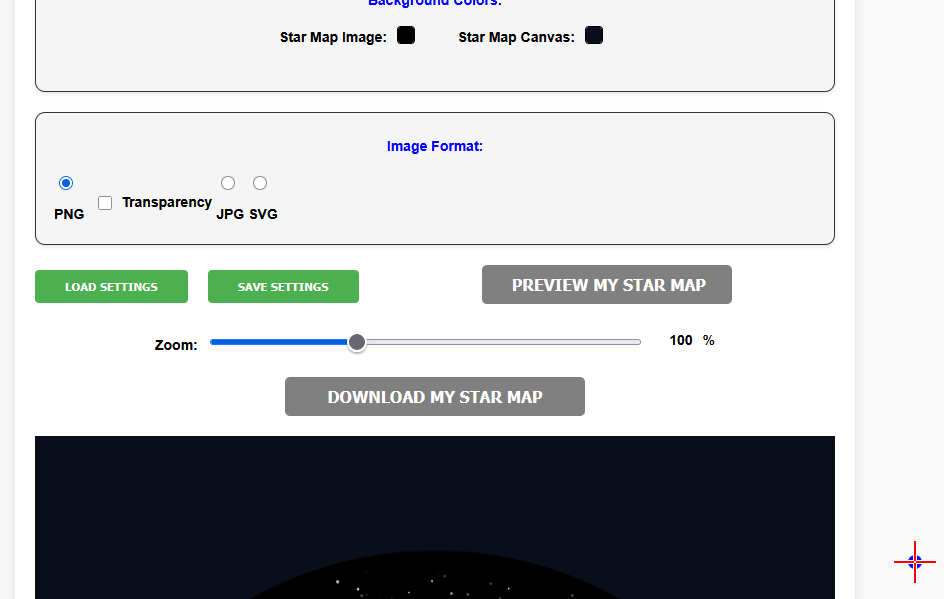 Background Colors:
Star Map Image: Star Map Canvas:
Image Format:
PNG Transparency JPG SVG
LOAD SETTINGS SAVE SETTINGS PREVIEW MY STAR MAP
Zoom: 100 %
DOWNLOAD MY STAR MAP